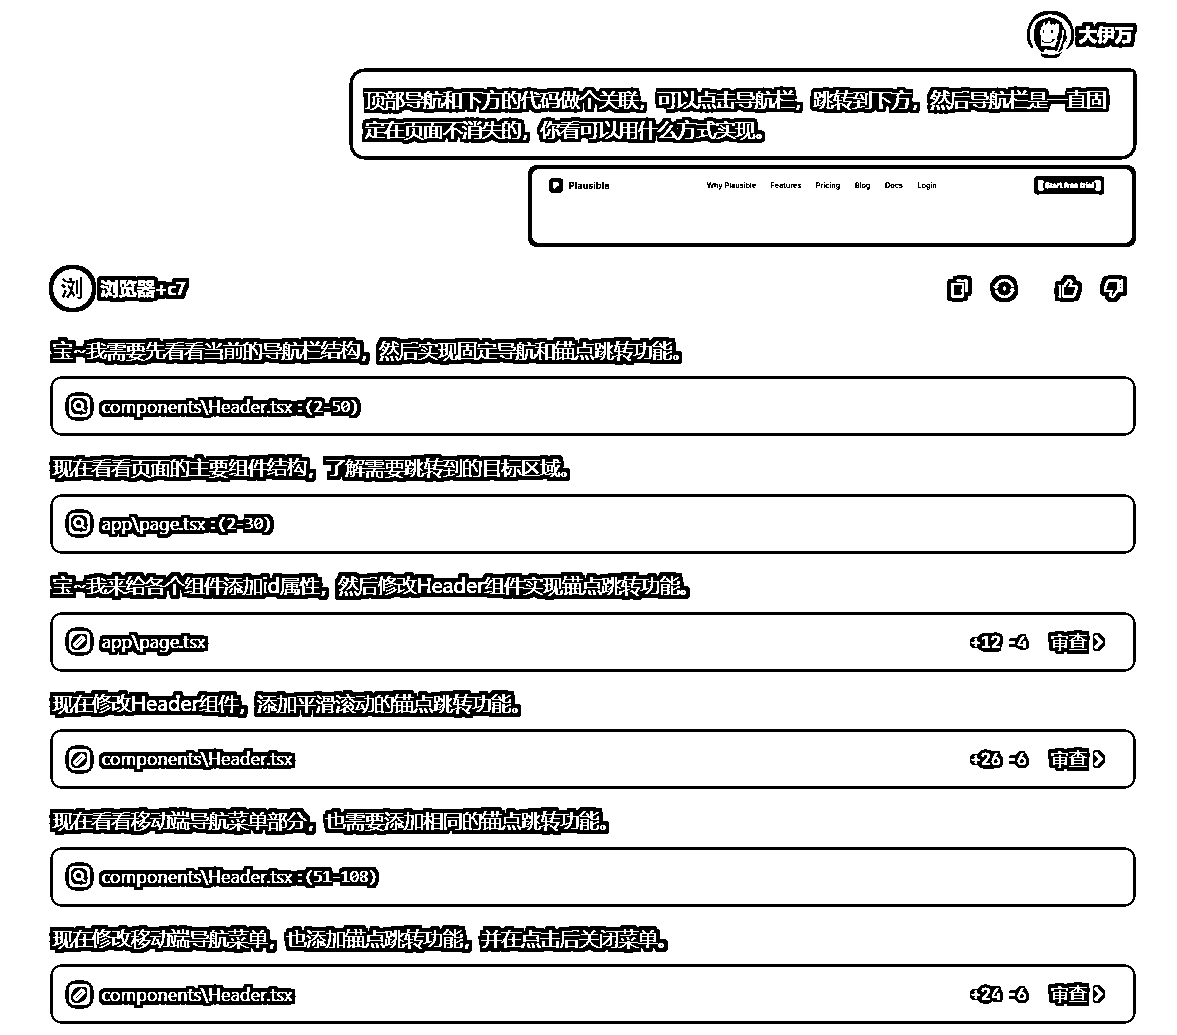 大伊万
顶部导航和下方的代码做个关联，可以点击导航栏，跳转到下方，然后导航栏是一直固
定在页面不消失的，你看可以用什么方式实现。
Plausible Why Plausible Features Pricing Blog Docs Login Start free trial
浏 浏览器+c7
宝~我需要先看看当前的导航栏结构，然后实现固定导航和锚点跳转功能。
components\Header.tsx : (2-50)
现在看看页面的主要组件结构，了解需要跳转到的目标区域。
app\page.tsx : (2-30)
宝~我来给各个组件添加id属性，然后修改Header组件实现锚点跳转功能。
app\page.tsx +12 -4 审查
现在修改Header组件，添加平滑滚动的锚点跳转功能。
components\Header.tsx +26 -6 审查
现在看看移动端导航菜单部分，也需要添加相同的锚点跳转功能。
components\Header.tsx : (51-108)
现在修改移动端导航菜单，也添加锚点跳转功能，并在点击后关闭菜单。
components\Header.tsx +24 -6 审查